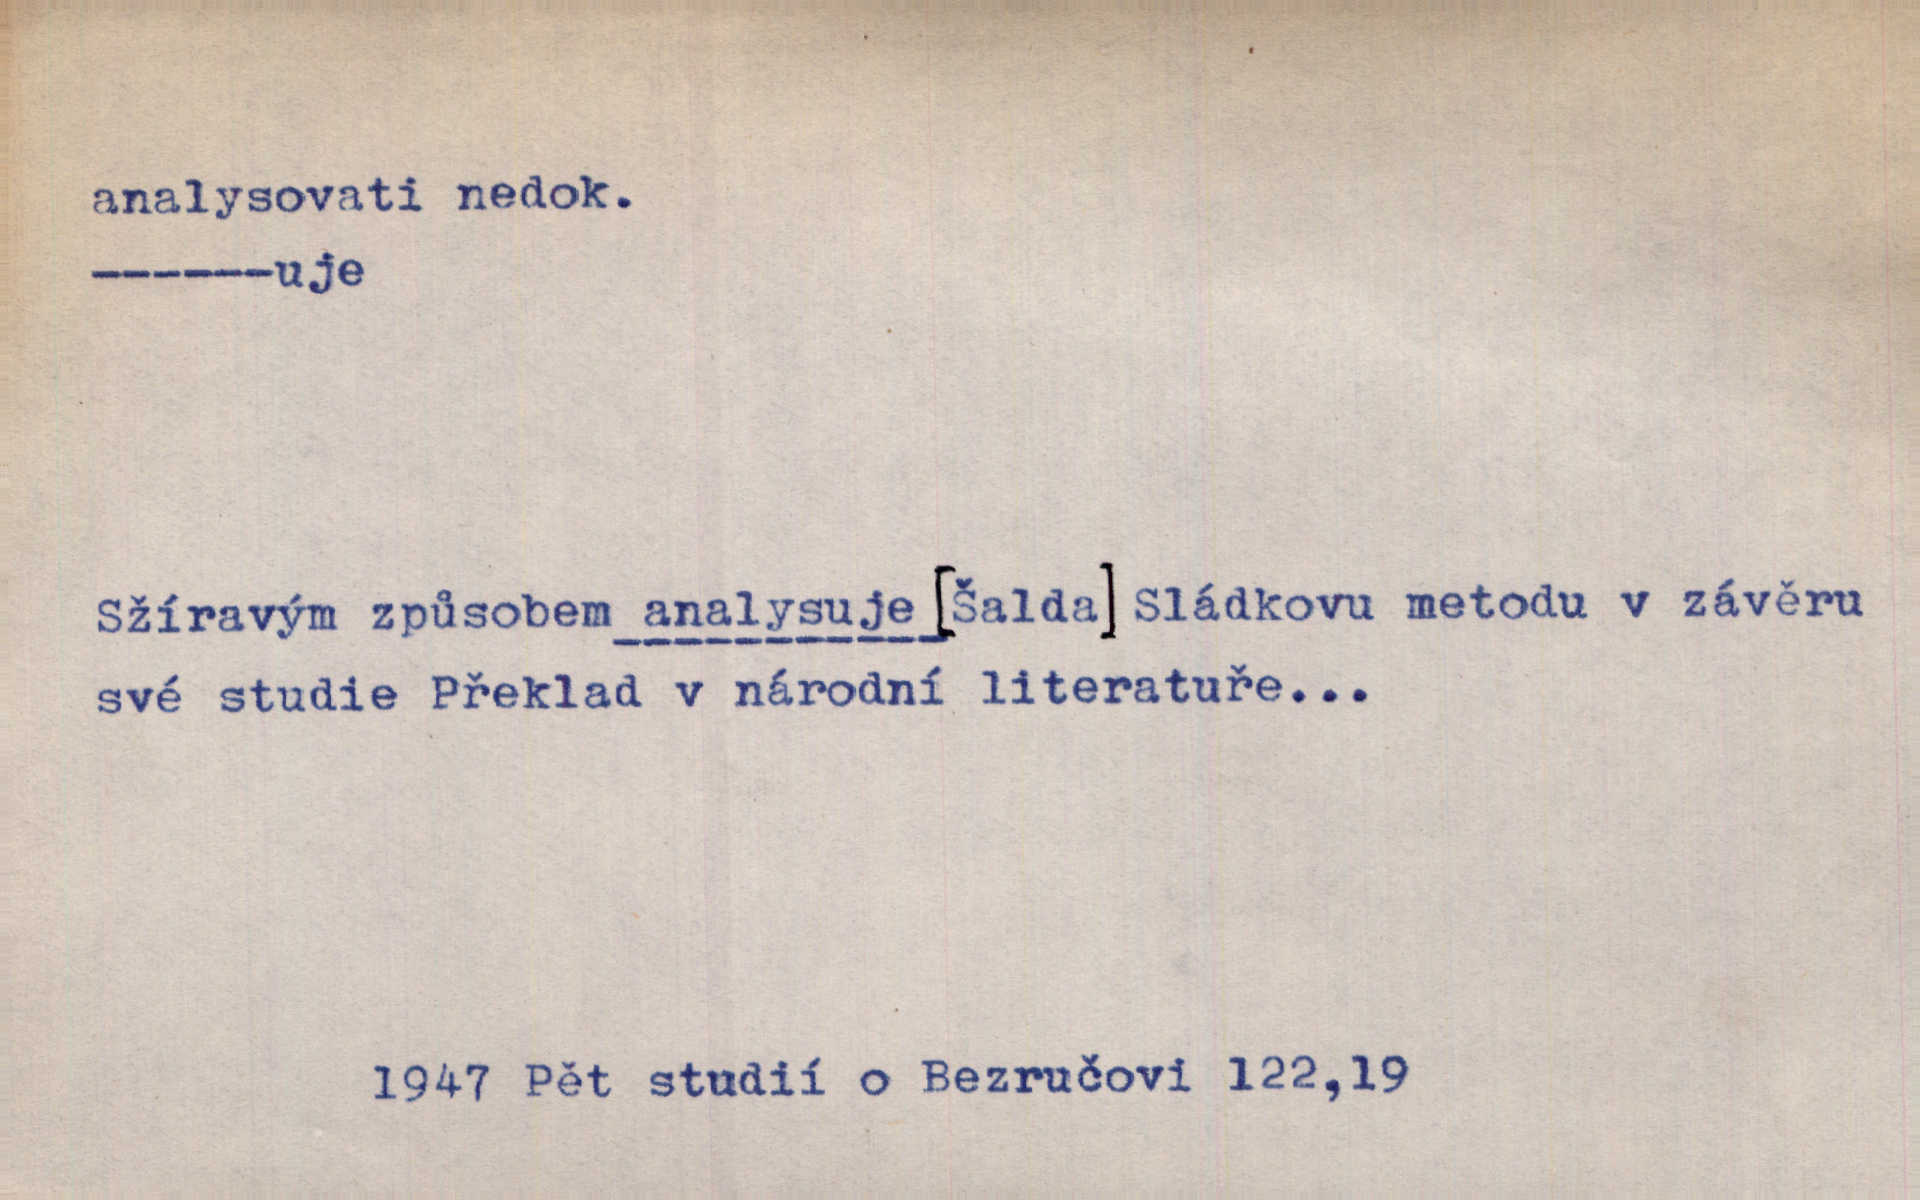 analysovati nedok.
------uje
Sžíravým způsobem analysuje [Šalda] Sládkovu metodu v závěru
své studie Překlad v národní literatuře...
1947 Pět studií o Bezručovi 122,19